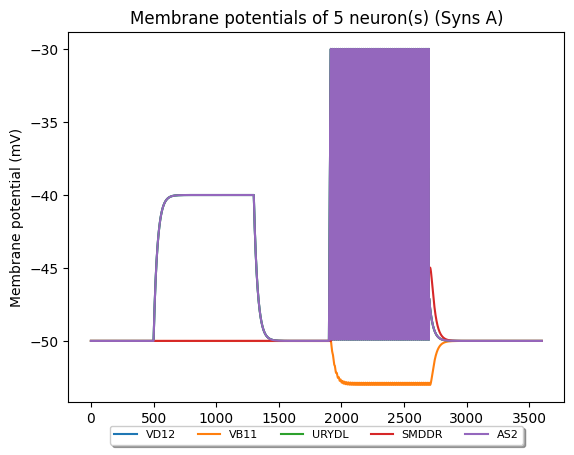 Membrane potentials of 5 neuron(s) (Syns A)
Membrane potential (mV)
−30
−35
−40
−45
−50
0 500 1000 1500 2000 2500 3000 3500
VD12 VB11 URYDL SMDDR AS2